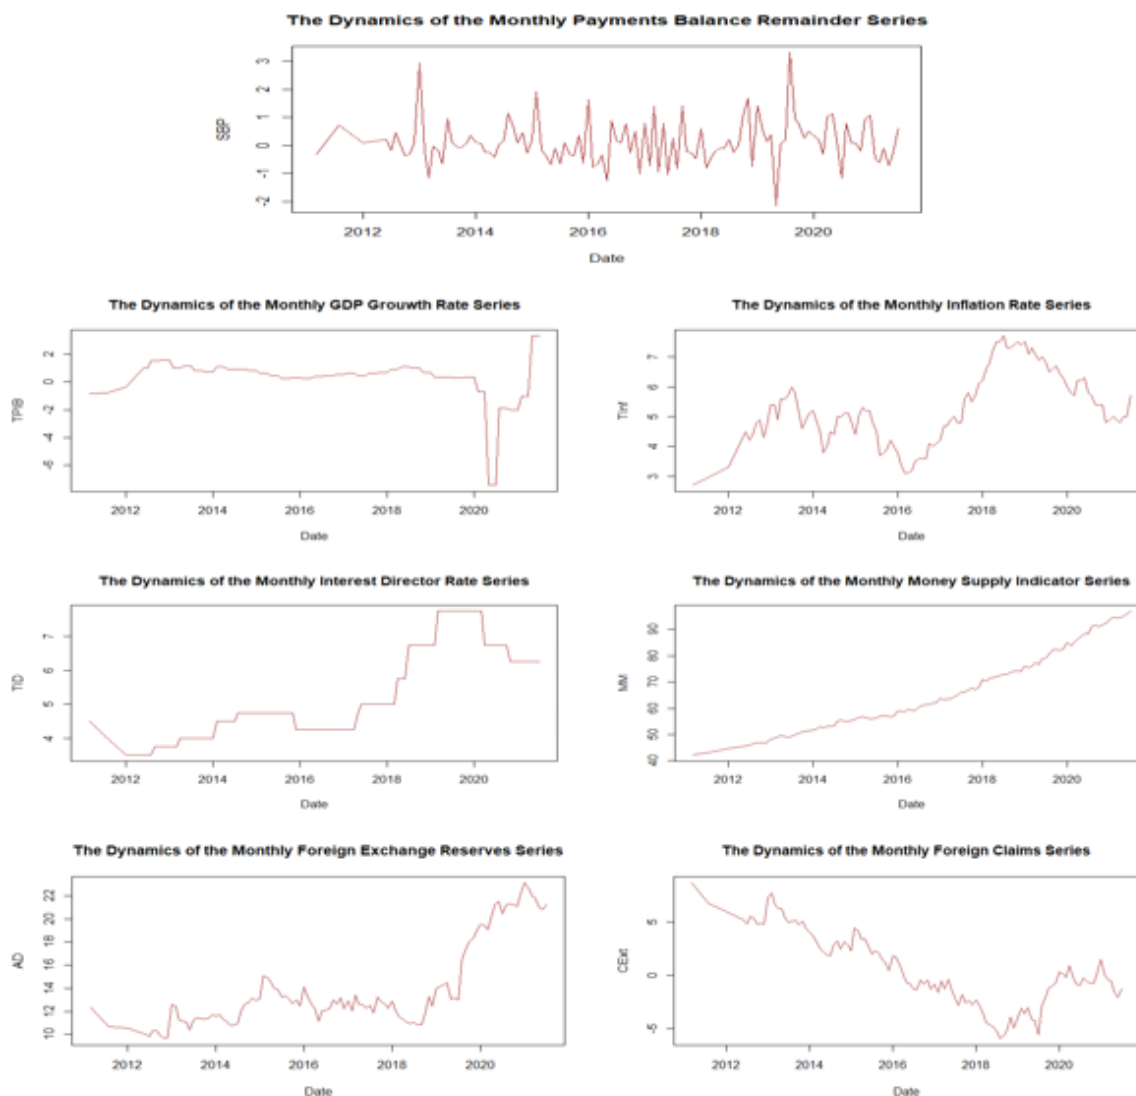 The Dynamics of the Monthly Payments Balance Remainder Series
SBP
3
2
1
0
-1
-2
2012 2014 2016 2018 2020
Date
The Dynamics of the Monthly GDP Grouwth Rate Series
TPIB
2
0
-2
-4
-6
2012 2014 2016 2018 2020
Date
The Dynamics of the Monthly Inflation Rate Series
TInf
7
6
5
4
3
2012 2014 2016 2018 2020
Date
The Dynamics of the Monthly Interest Director Rate Series
TID
7
6
5
4
2012 2014 2016 2018 2020
Date
The Dynamics of the Monthly Money Supply Indicator Series
MM
90
80
70
60
50
40
2012 2014 2016 2018 2020
Date
The Dynamics of the Monthly Foreign Exchange Reserves Series
AD
22
20
18
16
14
12
10
2012 2014 2016 2018 2020
Date
The Dynamics of the Monthly Foreign Claims Series
CExt
5
0
-5
2012 2014 2016 2018 2020
Date